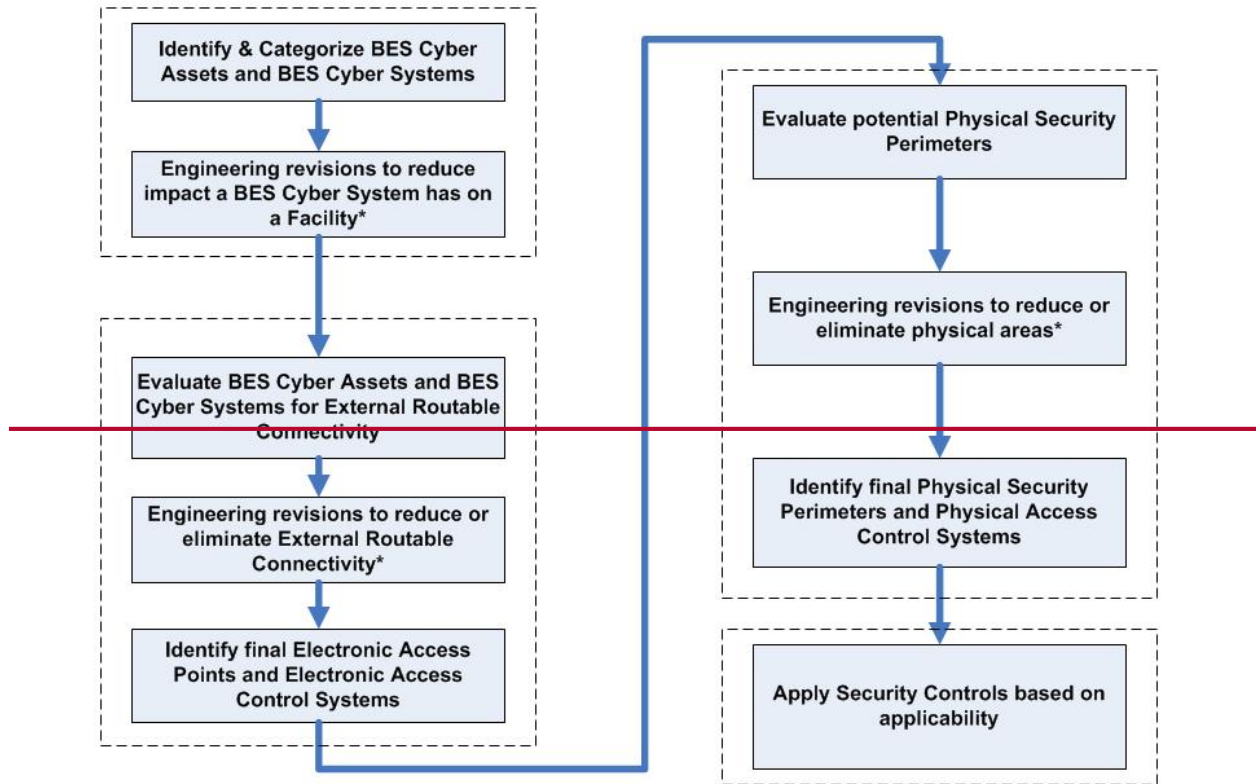 Identify & Categorize BES Cyber
Assets and BES Cyber Systems
Engineering revisions to reduce
impact a BES Cyber System has on
a Facility*
Evaluate BES Cyber Assets and BES
Cyber Systems for External Routable
Connectivity
Engineering revisions to reduce or
eliminate External Routable
Connectivity*
Identify final Electronic Access
Points and Electronic Access
Control Systems
Evaluate potential Physical Security
Perimeters
Engineering revisions to reduce or
eliminate physical areas*
Identify final Physical Security
Perimeters and Physical Access
Control Systems
Apply Security Controls based on
applicability